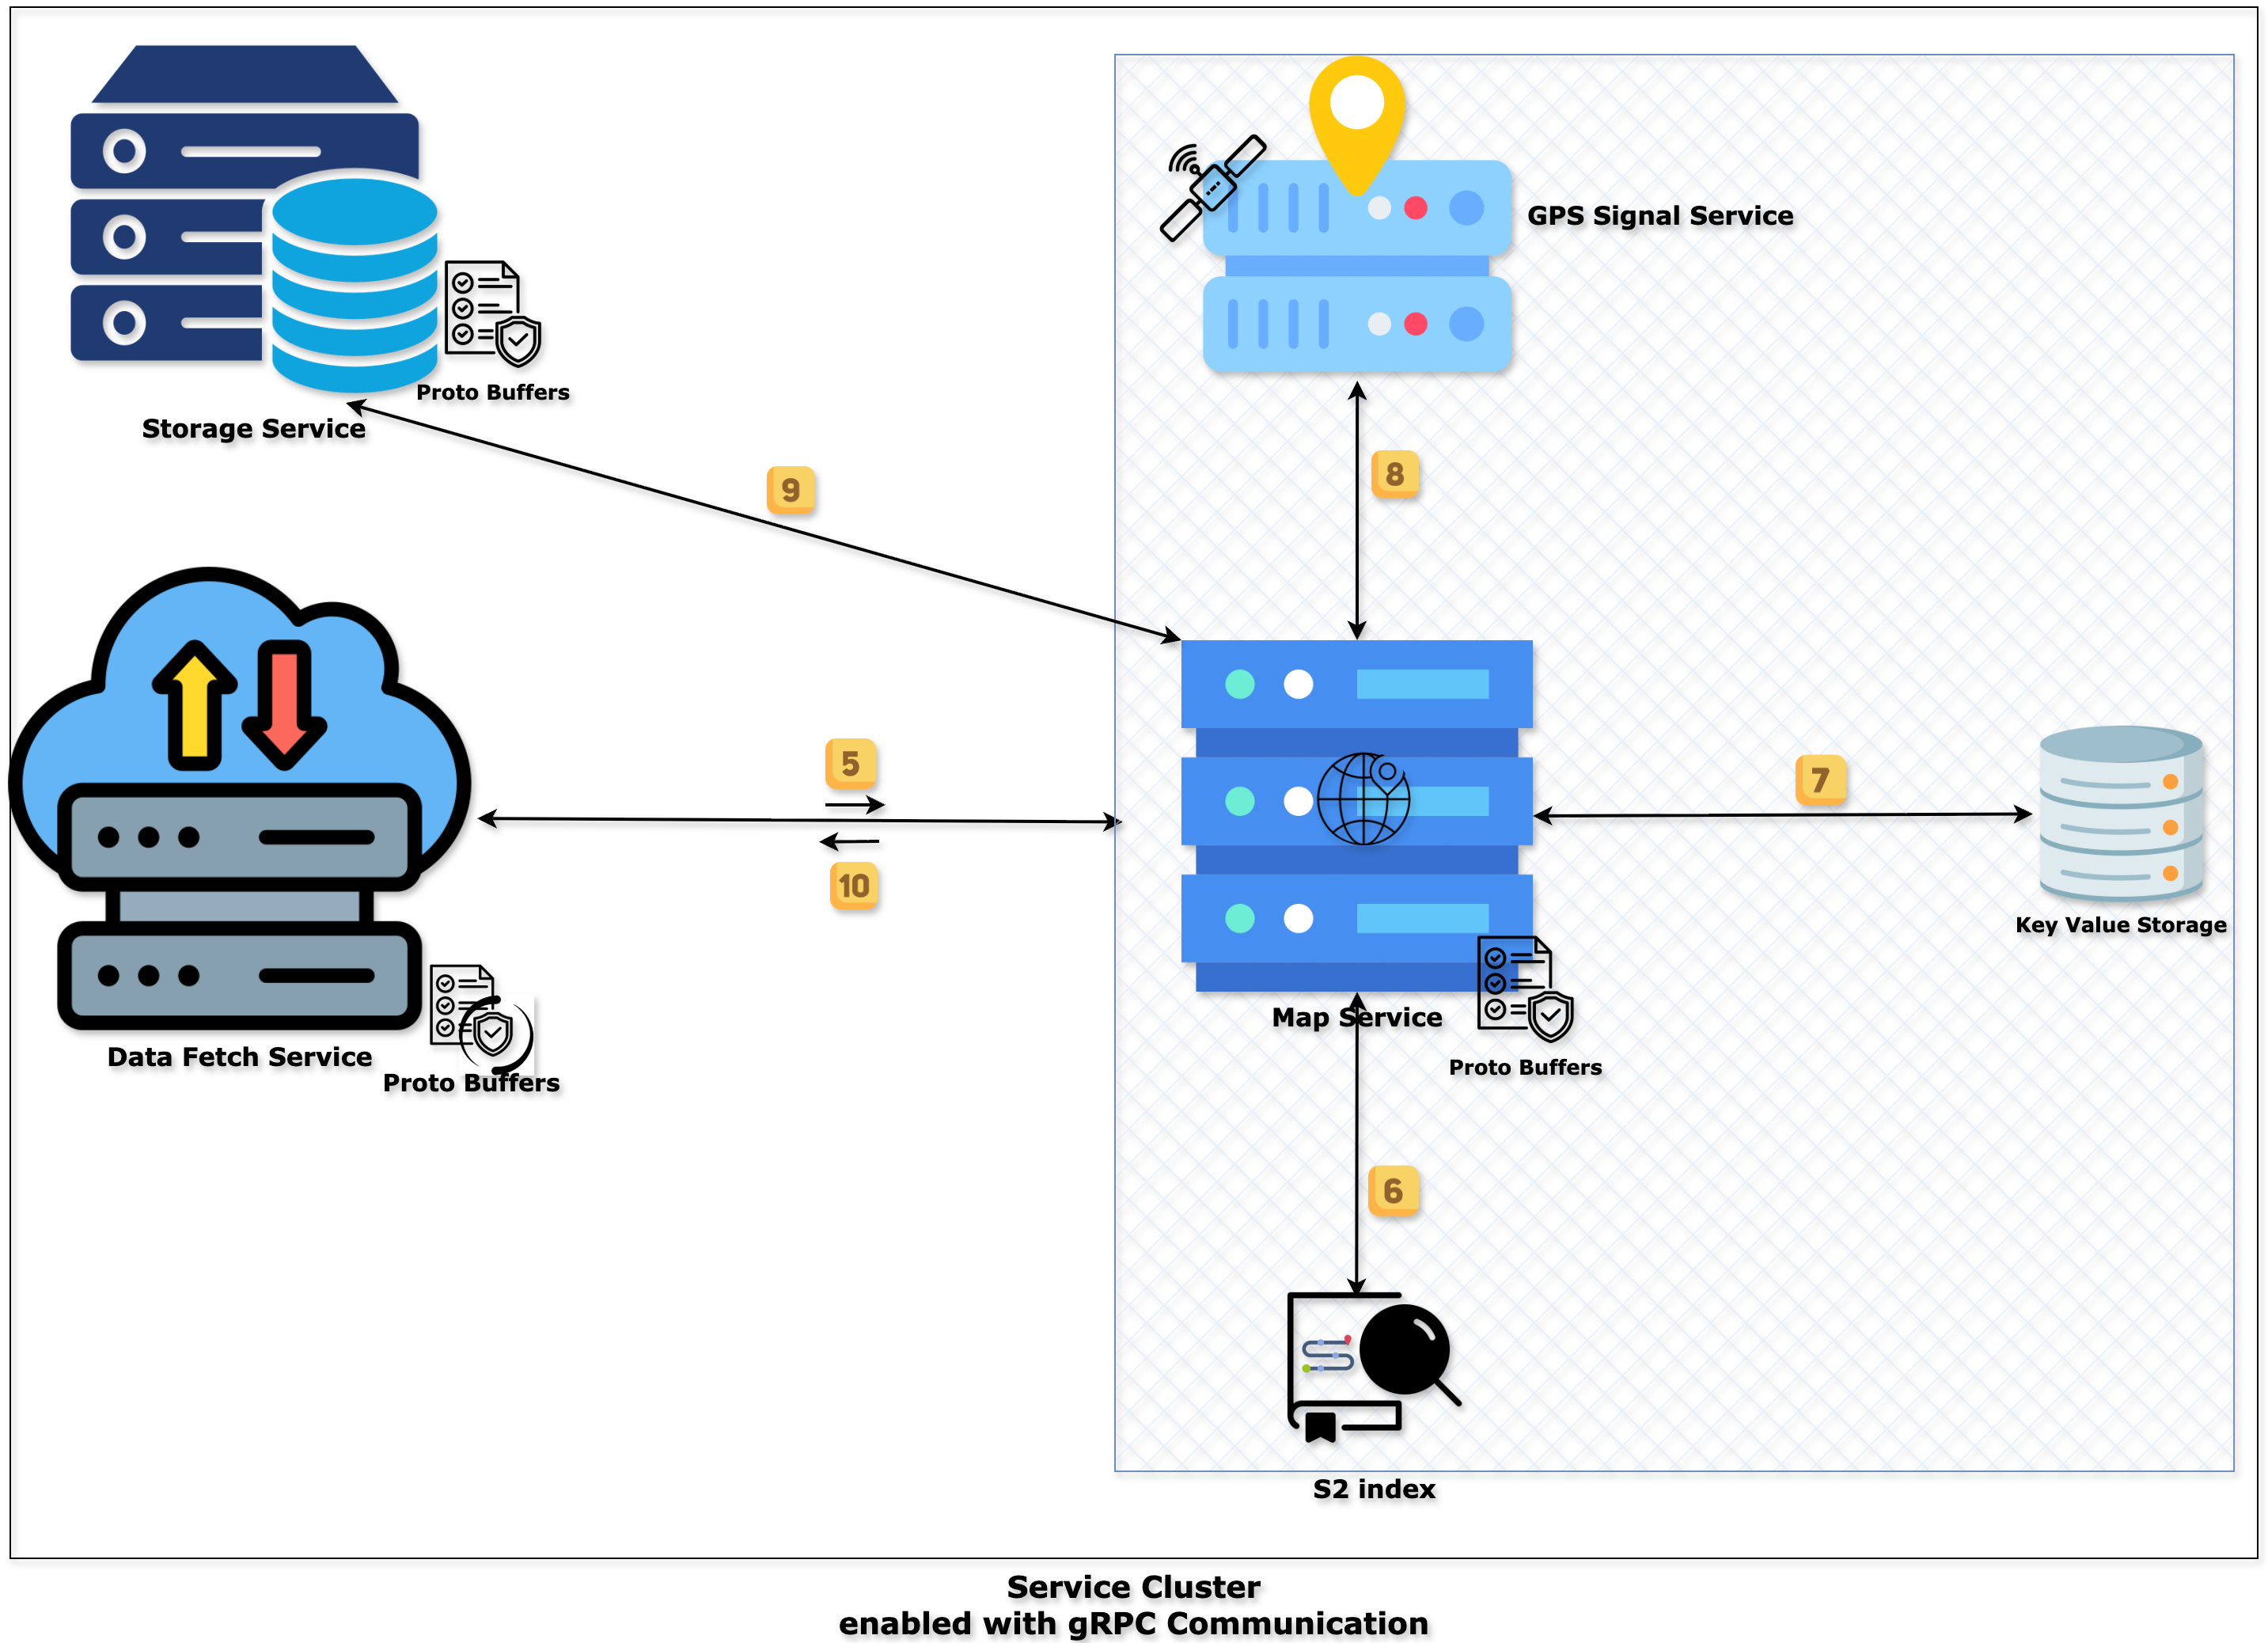 GPS Signal Service
Proto Buffers
Storage Service
8
9
5
7
10
Key Value Storage
Map Service
Data Fetch Service
Proto Buffers
Proto Buffers
6
S2 index
Service Cluster
enabled with gRPC Communication